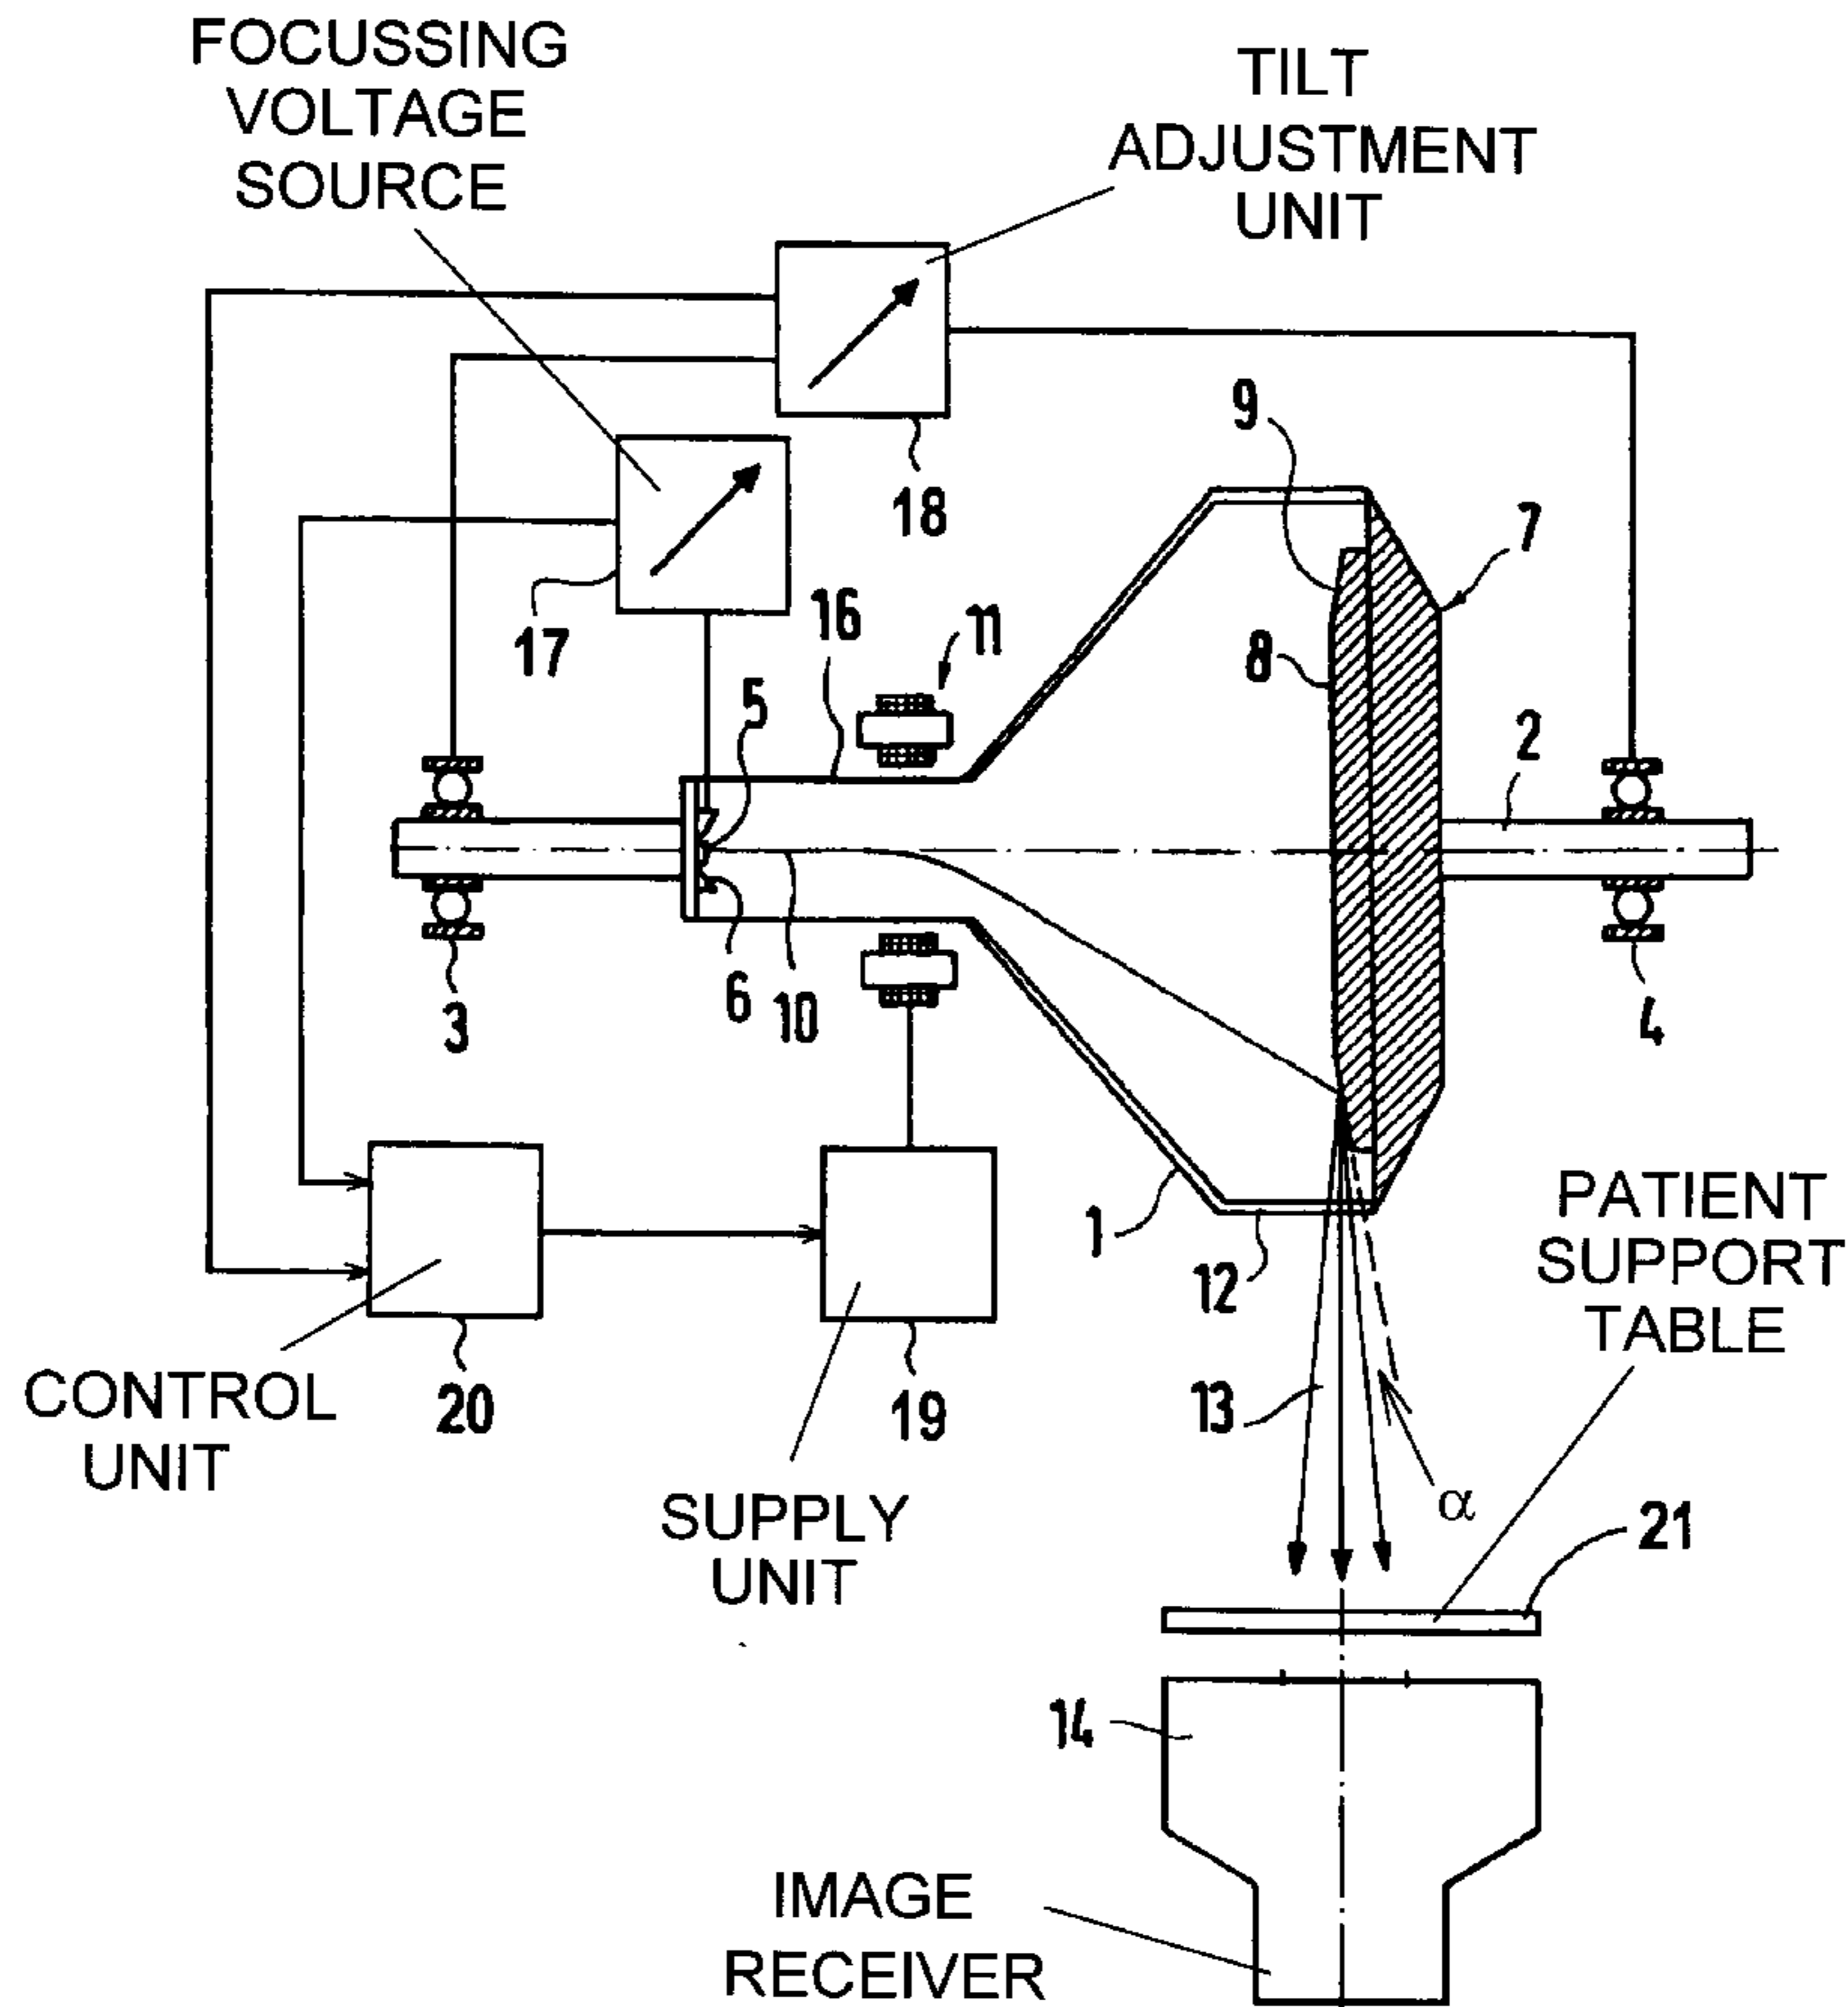 FOCUSSING
VOLTAGE
SOURCE
TILT
ADJUSTMENT
UNIT
18
17
16
11
9
7
8
5
2
3
6
10
4
1
12
PATIENT
SUPPORT
TABLE
CONTROL
UNIT
20
19
13
α
SUPPLY
UNIT
21
14
IMAGE
RECEIVER